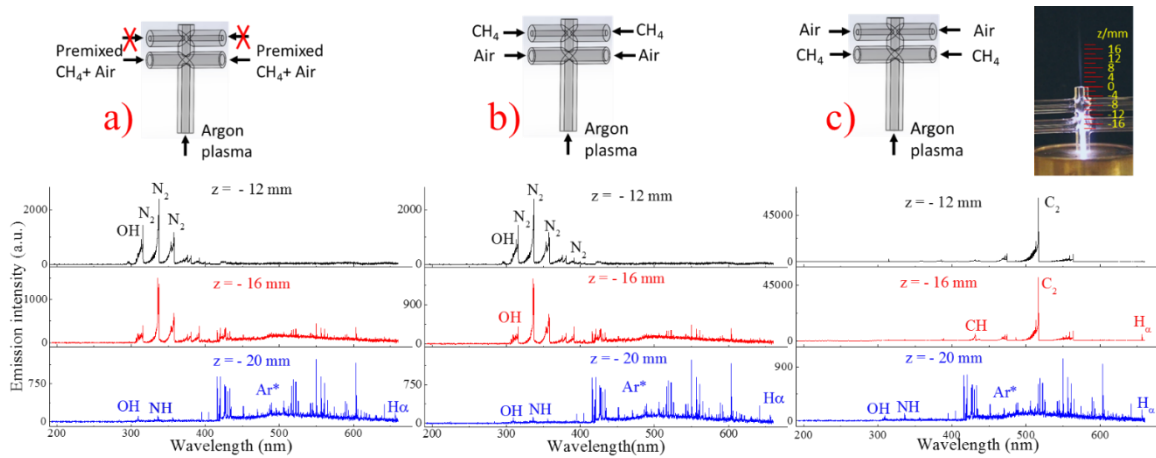 Premixed
CH₄+ Air
Premixed
CH₄+ Air
a)
Argon
plasma
CH₄
CH₄
Air
Air
b)
Argon
plasma
Air
Air
CH₄
CH₄
c)
Argon
plasma
z/mm
16
12
8
4
0
-4
-8
-12
-16
Emission intensity (a.u.)
z = - 12 mm
2000
0
OH
N₂
N₂
N₂
z = - 16 mm
1000
0
z = - 20 mm
750
0
OH
NH
Ar*
Hα
200 300 400 500 600
Wavelength (nm)
z = - 12 mm
2000
0
OH
N₂
N₂
N₂
N₂
z = - 16 mm
900
0
OH
z = - 20 mm
750
0
OH
NH
Ar*
Hα
200 300 400 500 600
Wavelength(nm)
z = - 12 mm
45000
0
C₂
z = - 16 mm
45000
0
CH
C₂
Hα
z = - 20 mm
900
0
OH
NH
Ar*
Hα
200 300 400 500 600
Wavelength (nm)